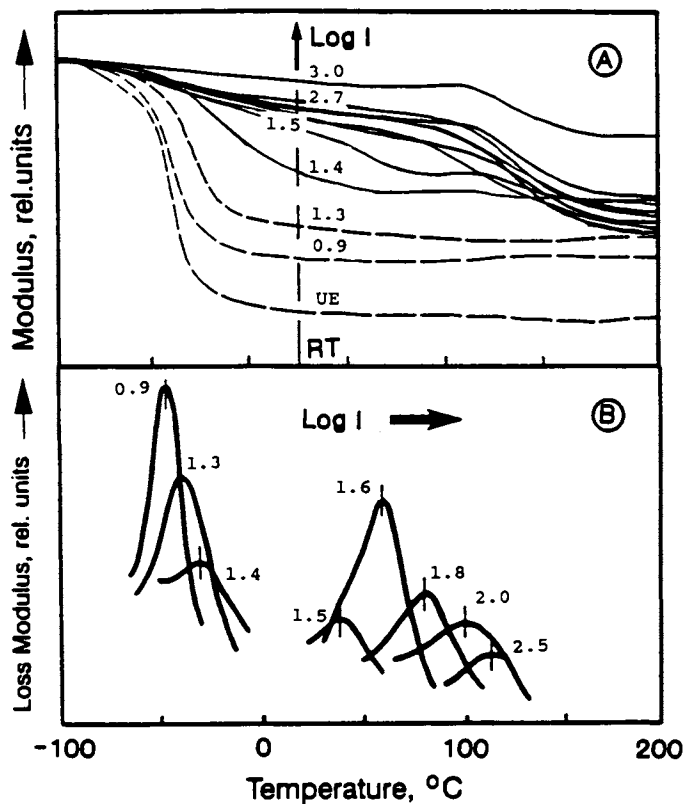 Log I
A
3.0
2.7
1.5
1.4
1.3
0.9
UE
RT
Modulus, rel.units
B
Log I
0.9
1.3
1.4
1.6
1.5
1.8
2.0
2.5
Loss Modulus, rel. units
-100 0 100 200
Temperature, °C